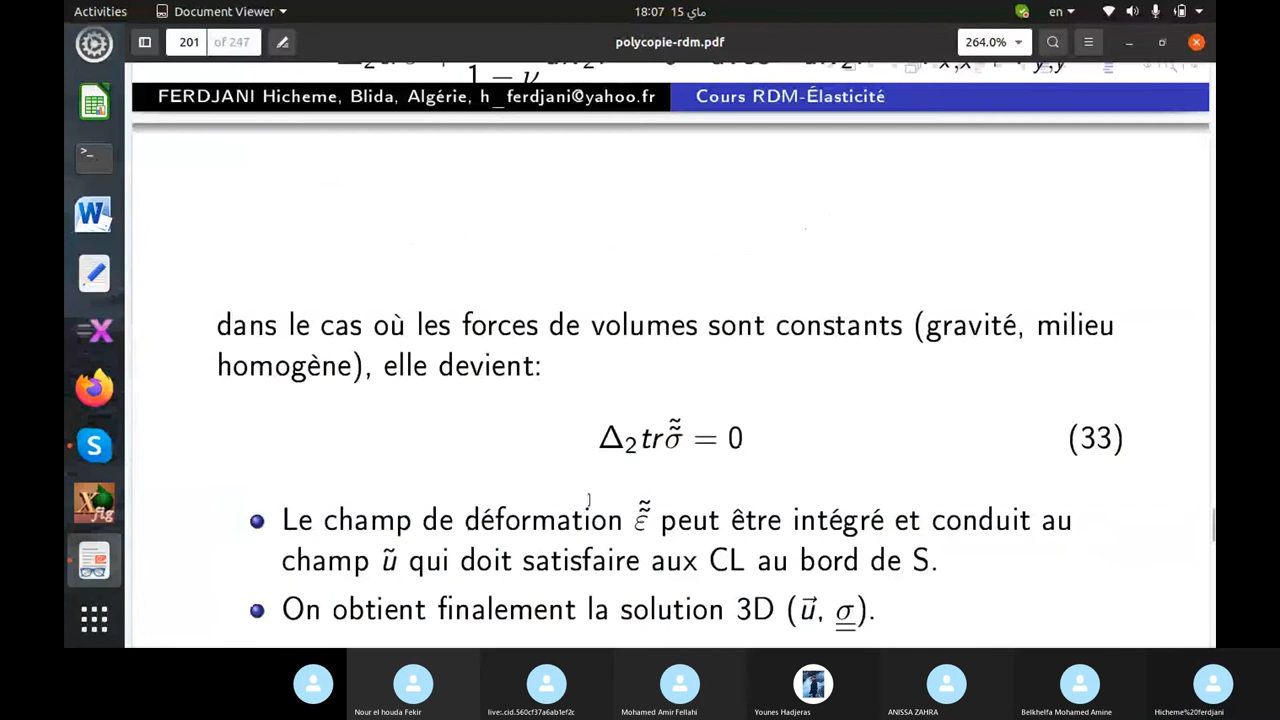 Activities Document Viewer 18:07 15 ماي en
201 of 247 polycopie-rdm.pdf 264.0%
1 − ν
FERDJANI Hicheme, Blida, Algérie, h_ferdjani@yahoo.fr Cours RDM-Élasticité
dans le cas où les forces de volumes sont constants (gravité, milieu
homogène), elle devient:
Δ₂tr σ̃̃ = 0 (33)
Le champ de déformation ε̃̃ peut être intégré et conduit au
champ ũ qui doit satisfaire aux CL au bord de S.
On obtient finalement la solution 3D (u⃗, σ̳).
Nour el houda Fekir live:.cid.560cf37a6ab1ef2c Mohamed Amir Fellahi Younes Hadjeras ANISSA ZAHRA Belkhelfa Mohamed Amine Hicheme%20ferdjani